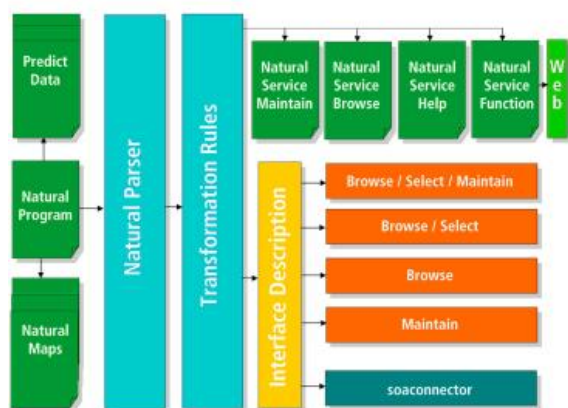 Predict
Data
Natural
Program
Natural
Maps
Natural Parser
Transformation Rules
Natural
Service
Maintain
Natural
Service
Browse
Natural
Service
Help
Natural
Service
Function
W
e
b
Interface Description
Browse / Select / Maintain
Browse / Select
Browse
Maintain
soaconnector